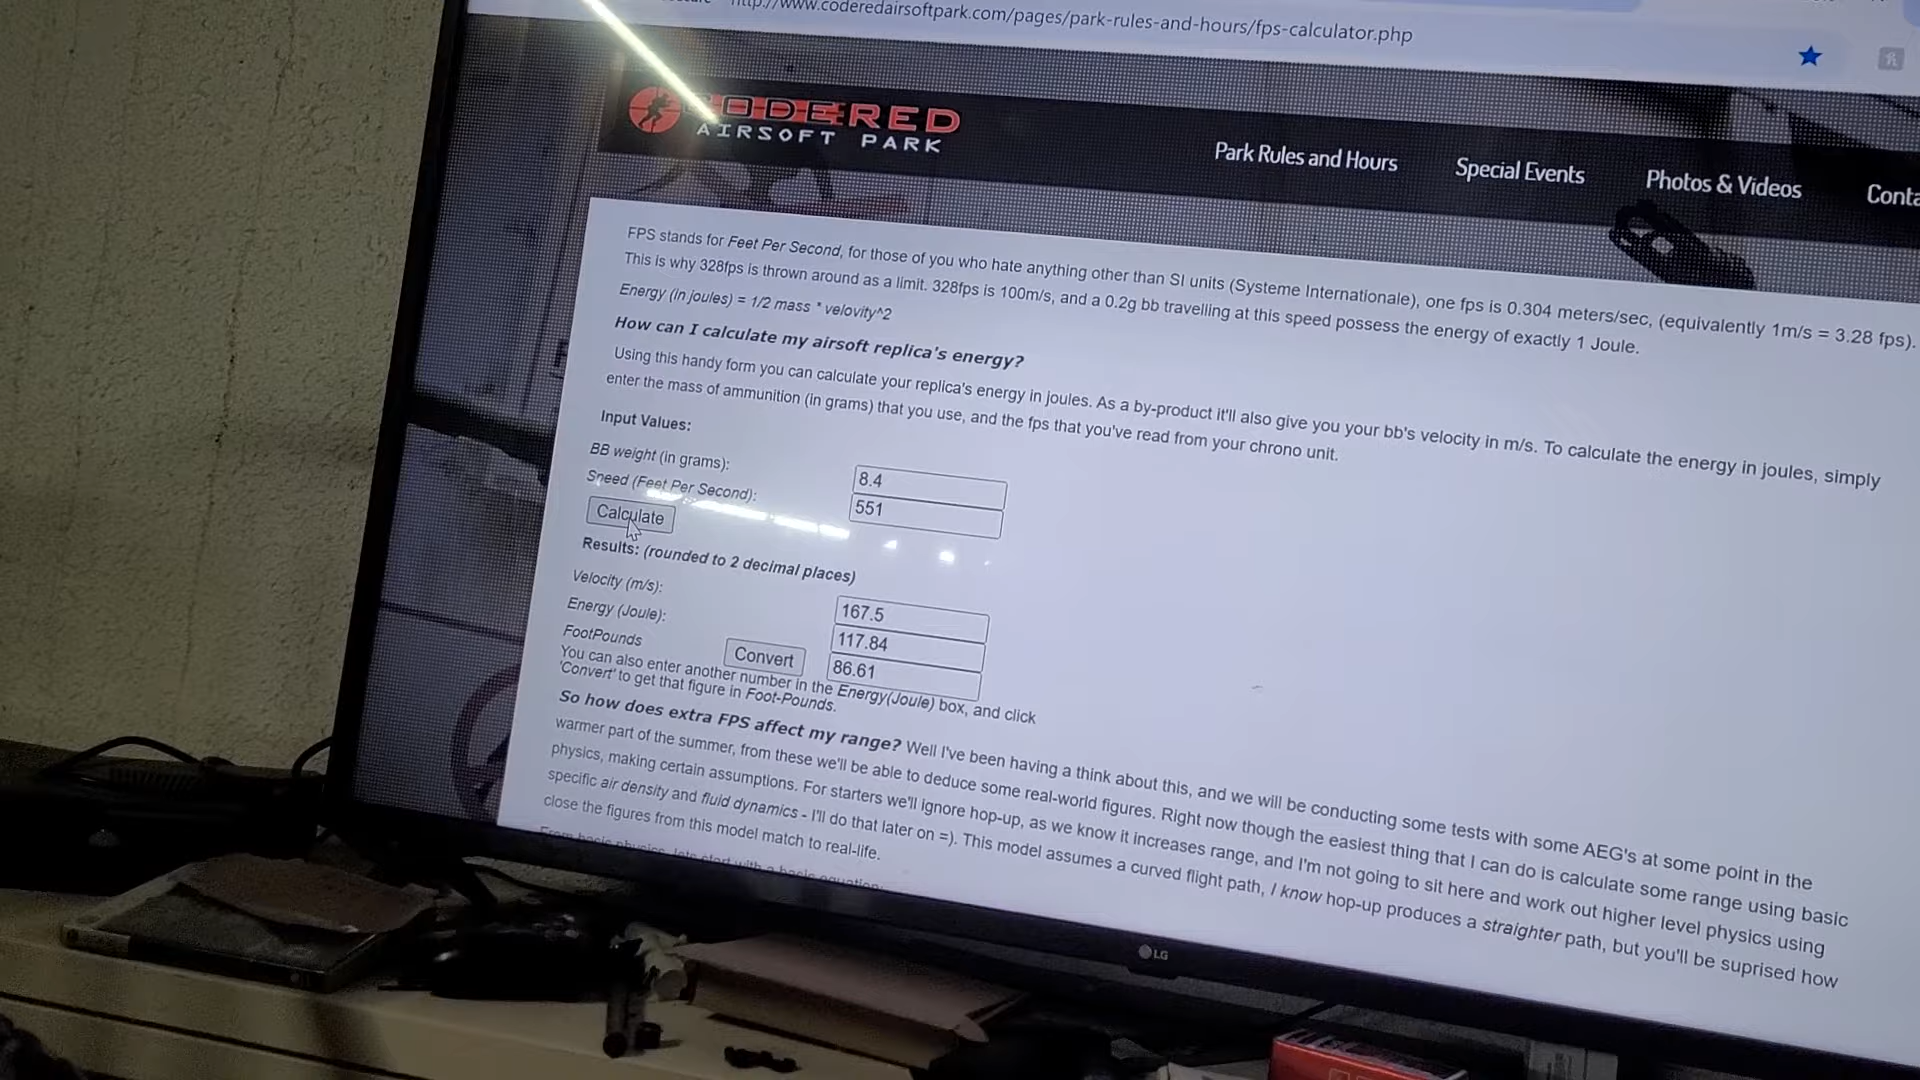 http://www.coderedairsoftpark.com/pages/park-rules-and-hours/fps-calculator.php
CODERED
AIRSOFT PARK
Park Rules and Hours
Special Events
Photos & Videos
Conta
FPS stands for Feet Per Second, for those of you who hate anything other than SI units (Systeme Internationale), one fps is 0.304 meters/sec, (equivalently 1m/s = 3.28 fps).
This is why 328fps is thrown around as a limit. 328fps is 100m/s, and a 0.2g bb travelling at this speed possess the energy of exactly 1 Joule.
Energy (in joules) = 1/2 mass * velovity^2
How can I calculate my airsoft replica's energy?
Using this handy form you can calculate your replica's energy in joules. As a by-product it'll also give you your bb's velocity in m/s. To calculate the energy in joules, simply
enter the mass of ammunition (in grams) that you use, and the fps that you've read from your chrono unit.
Input Values:
BB weight (in grams):
8.4
Speed (Feet Per Second):
551
Calculate
Results: (rounded to 2 decimal places)
Velocity (m/s):
167.5
Energy (Joule):
117.84
FootPounds
Convert
86.61
You can also enter another number in the Energy(Joule) box, and click
'Convert' to get that figure in Foot-Pounds.
So how does extra FPS affect my range? Well I've been having a think about this, and we will be conducting some tests with some AEG's at some point in the
warmer part of the summer, from these we'll be able to deduce some real-world figures. Right now though the easiest thing that I can do is calculate some range using basic
physics, making certain assumptions. For starters we'll ignore hop-up, as we know it increases range, and I'm not going to sit here and work out higher level physics using
specific air density and fluid dynamics - I'll do that later on =). This model assumes a curved flight path, I know hop-up produces a straighter path, but you'll be suprised how
close the figures from this model match to real-life.
From basic physics, lets start with a basic equation:
LG